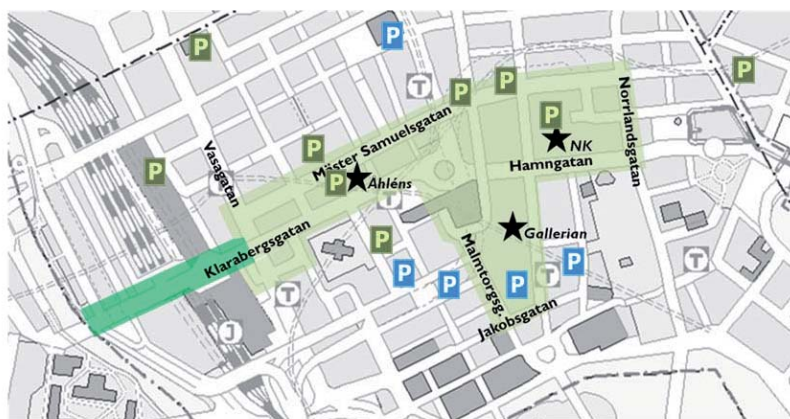 P
P
P
P
P
T
P
P
Norrlandsgatan
P
NK
Hamngatan
P
Mäster Samuelsgatan
P
Åhléns
P
Vasagatan
T
T
Klarabergsgatan
P
Gallerian
Malmtorgsg.
P
P
P
P
T
T
T
J
Jakobsgatan